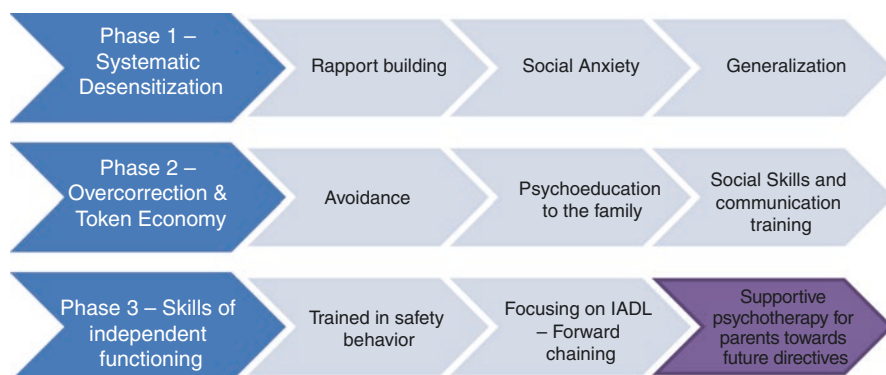 Phase 1 –
Systematic
Desensitization
Rapport building
Social Anxiety
Generalization
Phase 2 –
Overcorrection &
Token Economy
Avoidance
Psychoeducation
to the family
Social Skills and
communication
training
Phase 3 – Skills of
independent
functioning
Trained in safety
behavior
Focusing on IADL
– Forward
chaining
Supportive
psychotherapy for
parents towards
future directives